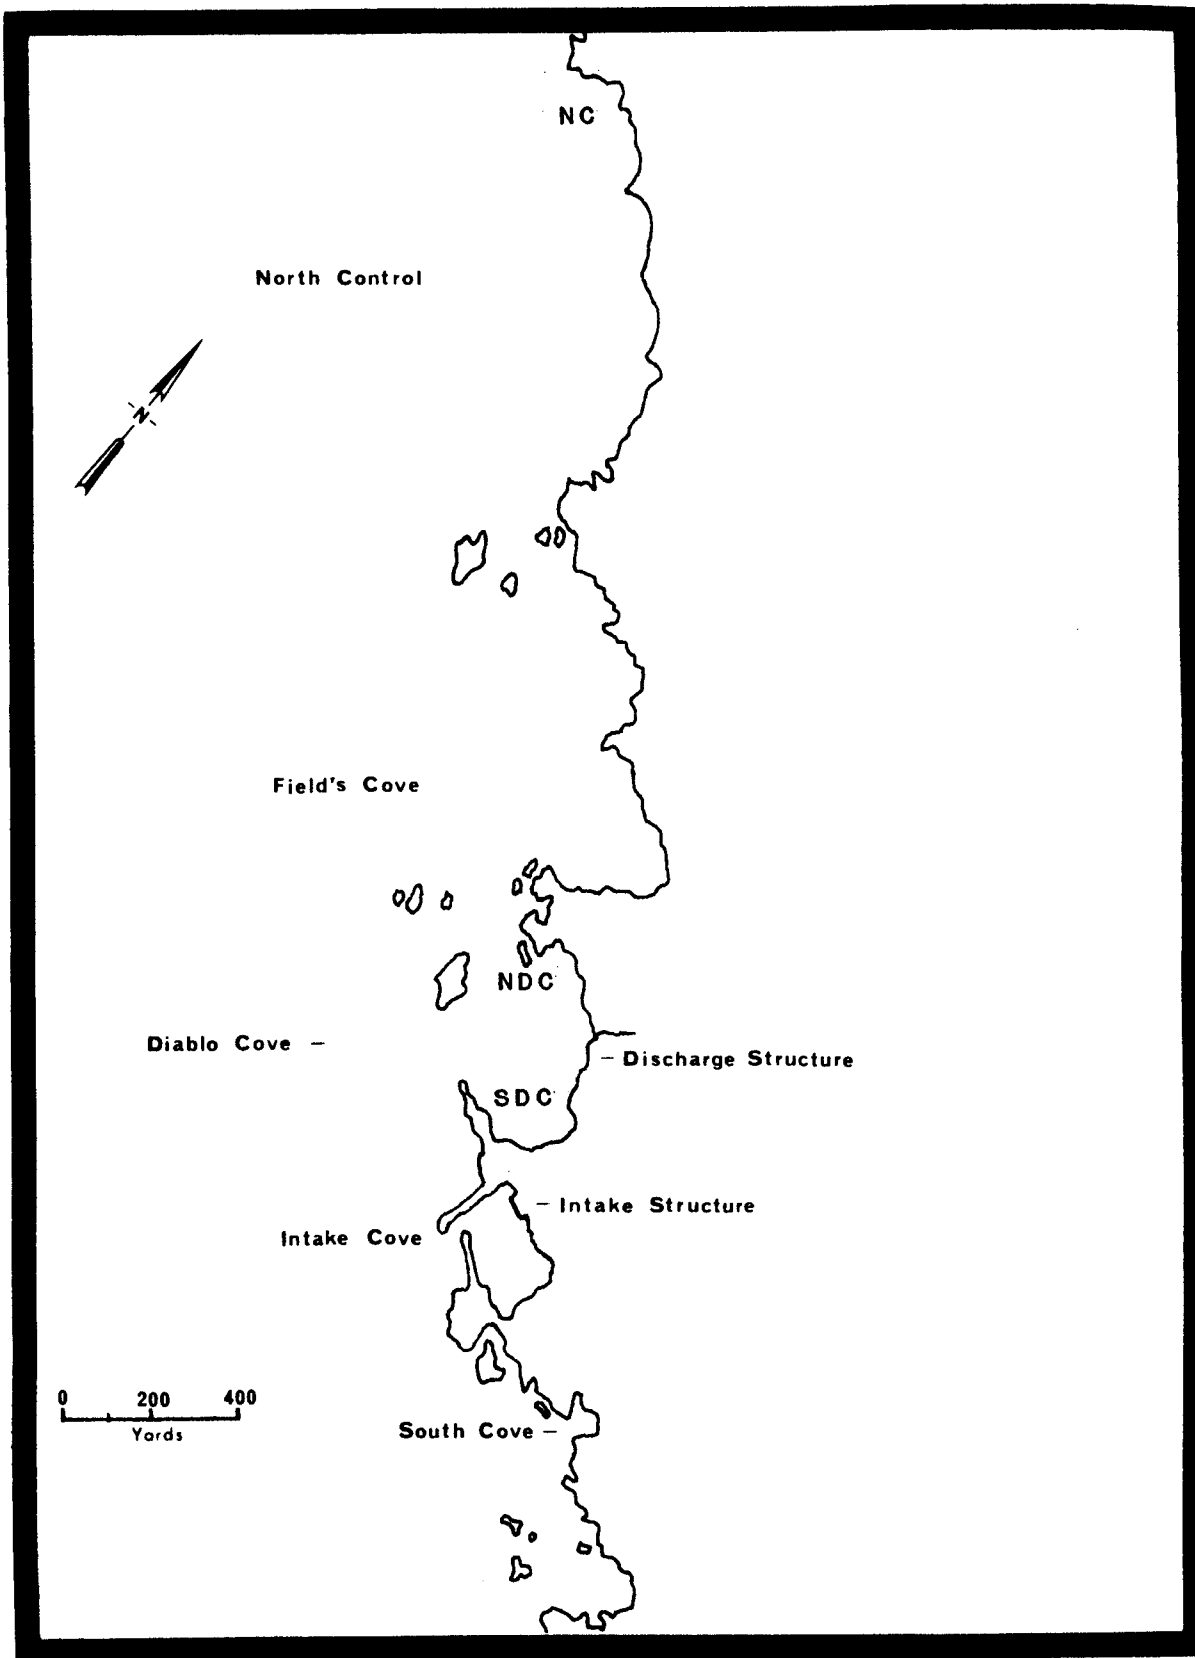 NC
North Control
N
Field's Cove
NDC
Diablo Cove –
– Discharge Structure
SDC
– Intake Structure
Intake Cove
0 200 400
Yards
South Cove –